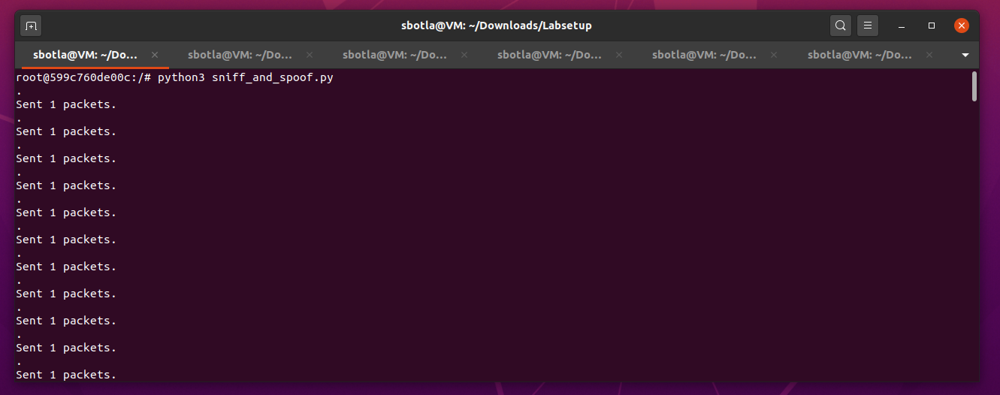 sbotla@VM: ~/Downloads/Labsetup
sbotla@VM: ~/Do... sbotla@VM: ~/Do... sbotla@VM: ~/Do... sbotla@VM: ~/Do... sbotla@VM: ~/Do... sbotla@VM: ~/Do...
root@599c760de00c:/# python3 sniff_and_spoof.py
.
Sent 1 packets.
.
Sent 1 packets.
.
Sent 1 packets.
.
Sent 1 packets.
.
Sent 1 packets.
.
Sent 1 packets.
.
Sent 1 packets.
.
Sent 1 packets.
.
Sent 1 packets.
.
Sent 1 packets.
.
Sent 1 packets.